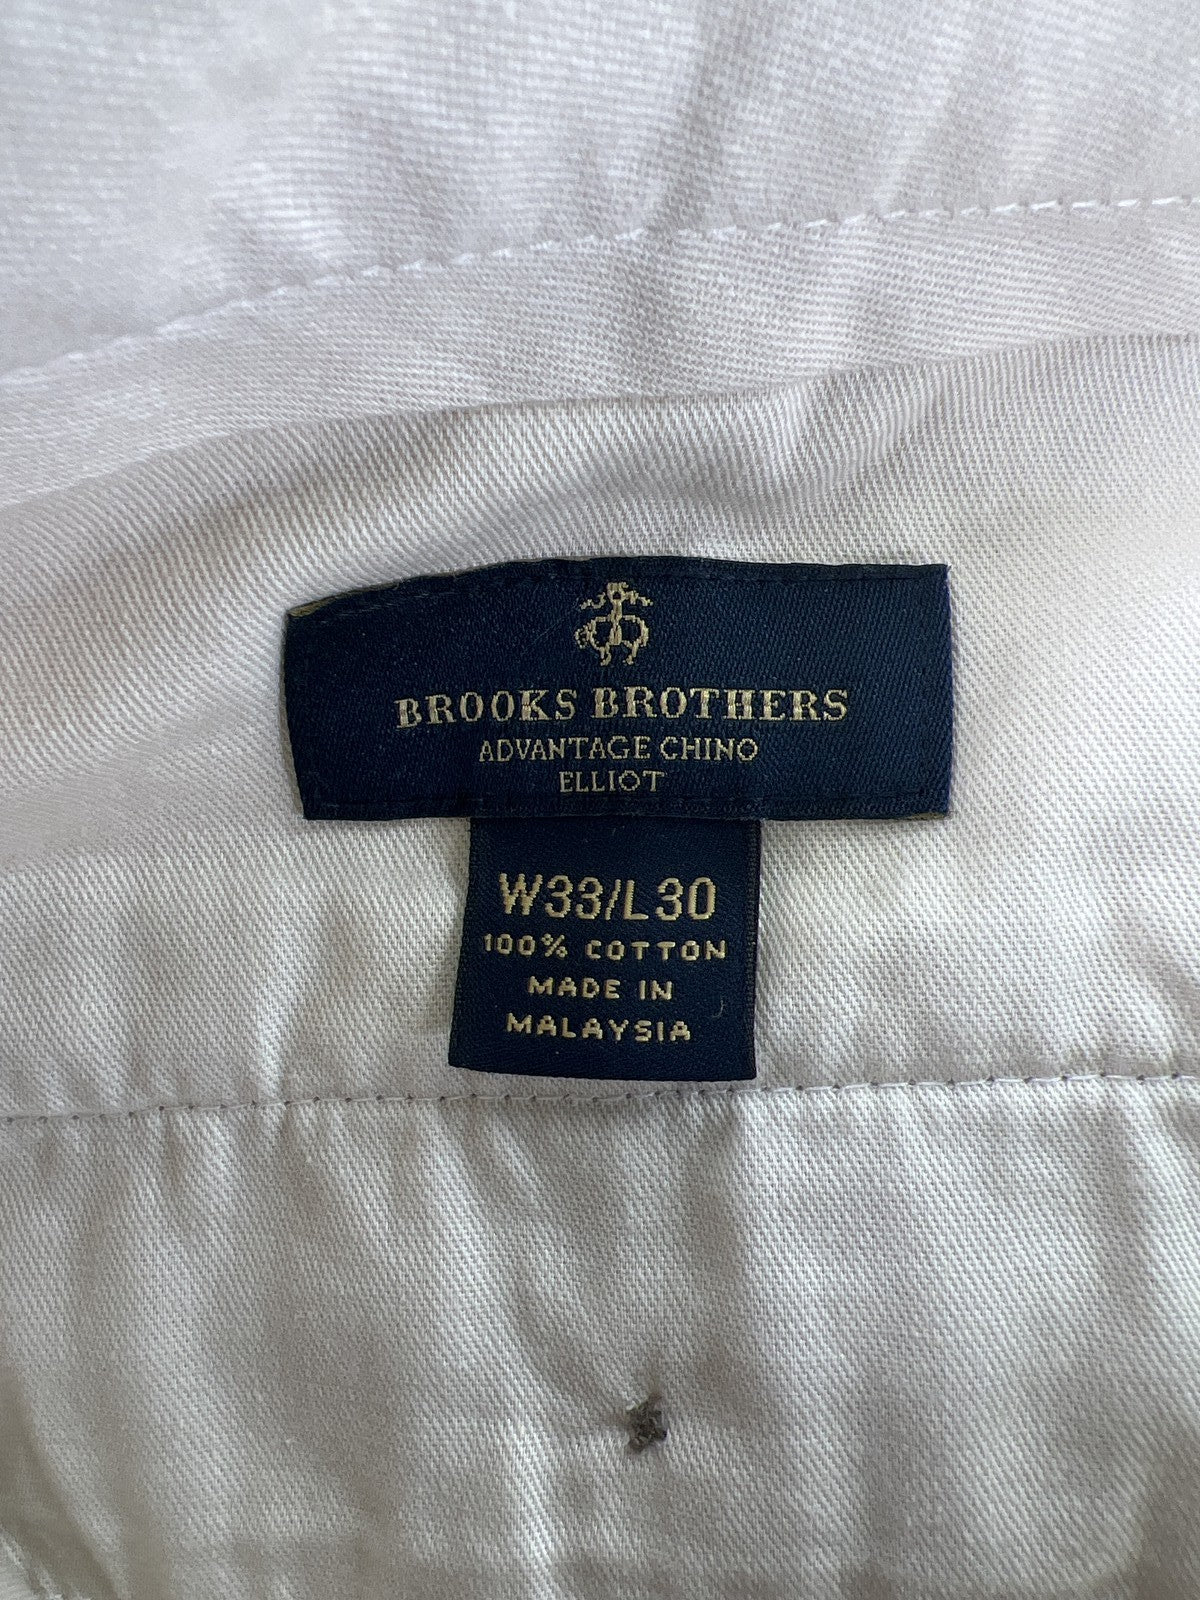 BROOKS BROTHERS
ADVANTAGE CHINO
ELLIOT
W33/L30
100% COTTON
MADE IN
MALAYSIA